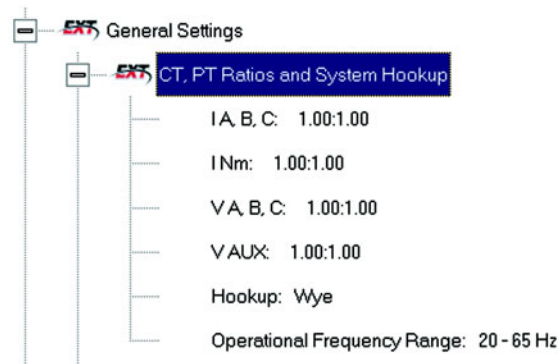 EXT General Settings
EXT CT, PT Ratios and System Hookup
I A, B, C: 1.00:1.00
I Nm: 1.00:1.00
V A, B, C: 1.00:1.00
V AUX: 1.00:1.00
Hookup: Wye
Operational Frequency Range: 20 - 65 Hz